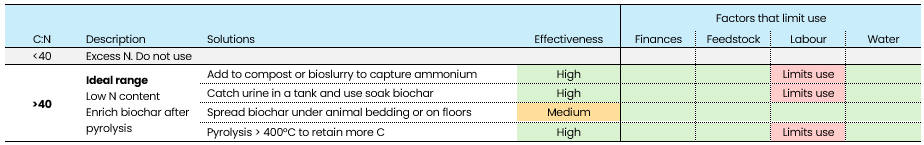 Factors that limit use
C:N Description Solutions Effectiveness Finances Feedstock Labour Water
<40 Excess N. Do not use
Ideal range Add to compost or bioslurry to capture ammonium High Limits use
>40 Low N content Catch urine in a tank and use soak biochar High Limits use
Enrich biochar after Spread biochar under animal bedding or on floors Medium
pyrolysis Pyrolysis > 400°C to retain more C High Limits use